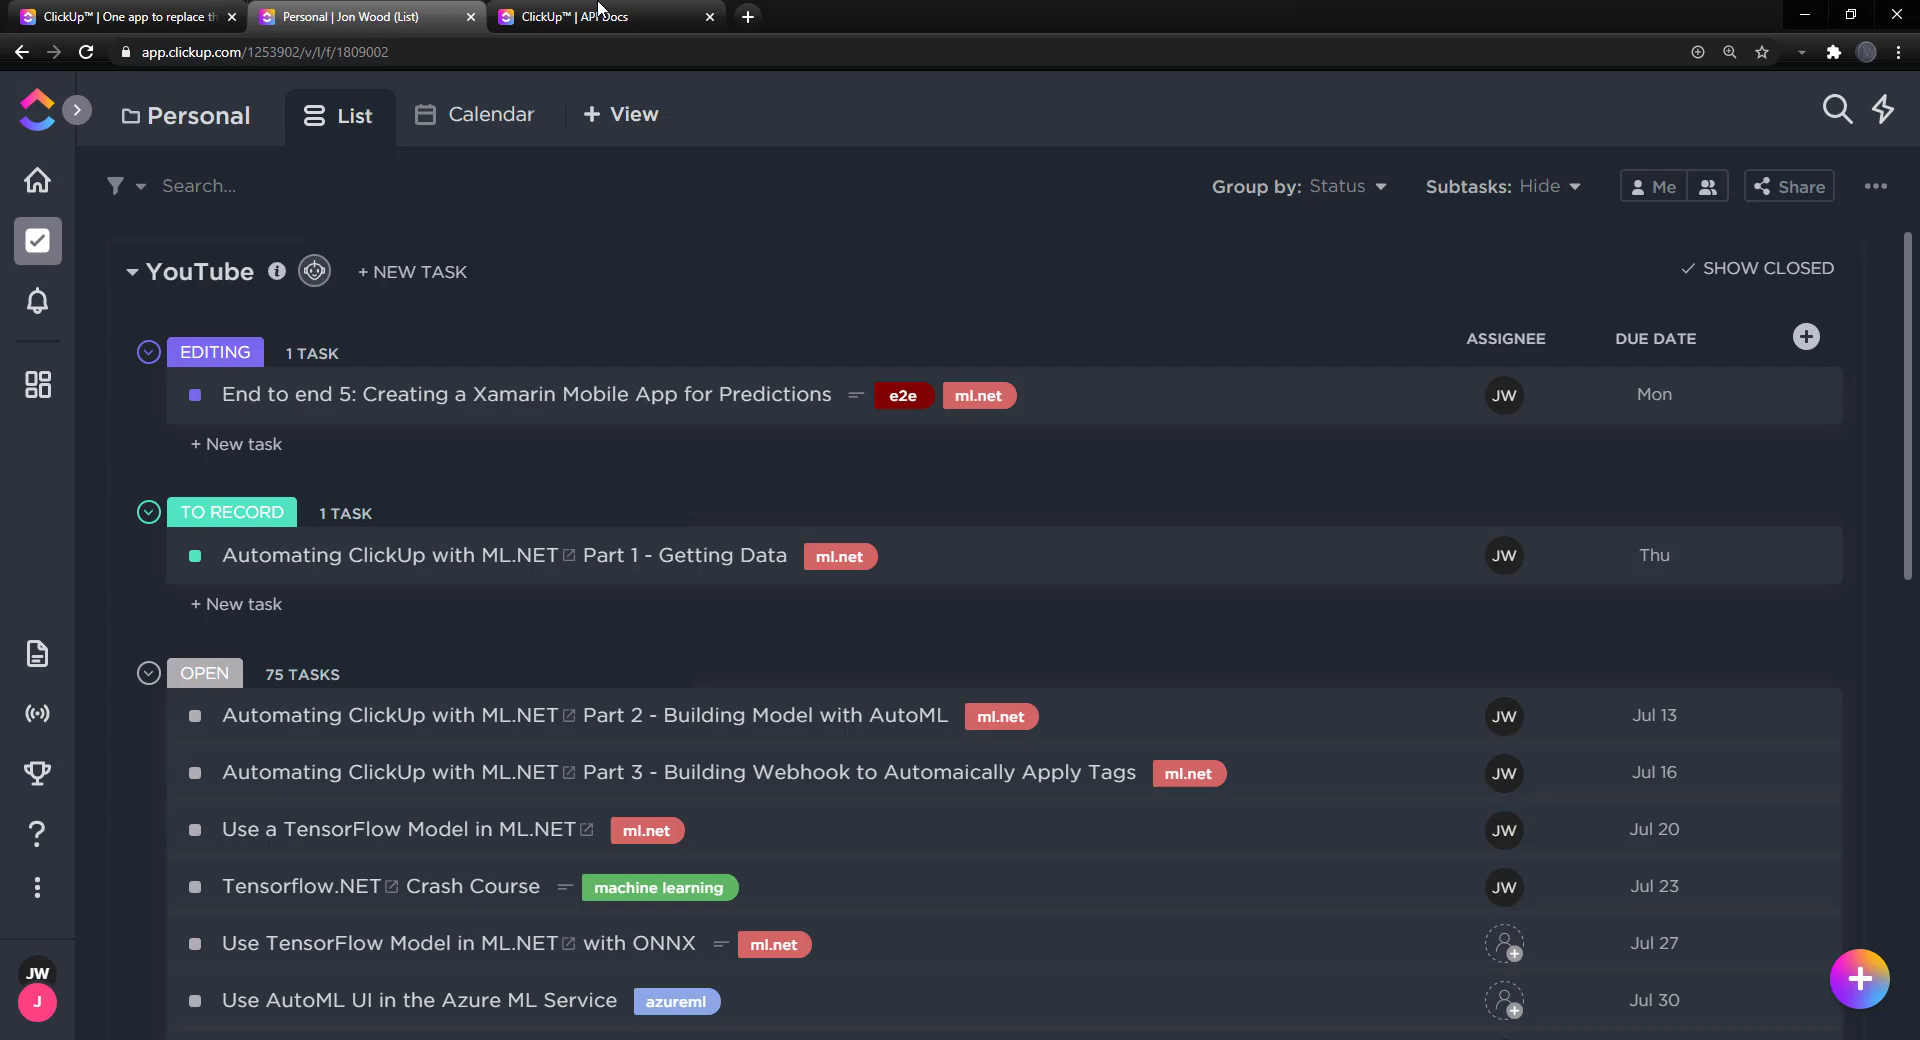 ClickUp™ | One app to replace th
Personal | Jon Wood (List)
ClickUp™ | API Docs
app.clickup.com/1253902/v/l/f/1809002
Personal
List
Calendar
+ View
Search...
Group by: Status
Subtasks: Hide
Me
Share
YouTube
+ NEW TASK
SHOW CLOSED
EDITING
1 TASK
ASSIGNEE
DUE DATE
End to end 5: Creating a Xamarin Mobile App for Predictions e2e ml.net JW Mon
+ New task
TO RECORD
1 TASK
Automating ClickUp with ML.NET Part 1 - Getting Data ml.net JW Thu
+ New task
OPEN
75 TASKS
Automating ClickUp with ML.NET Part 2 - Building Model with AutoML ml.net JW Jul 13
Automating ClickUp with ML.NET Part 3 - Building Webhook to Automaically Apply Tags ml.net JW Jul 16
Use a TensorFlow Model in ML.NET ml.net JW Jul 20
Tensorflow.NET Crash Course machine learning JW Jul 23
Use TensorFlow Model in ML.NET with ONNX ml.net Jul 27
Use AutoML UI in the Azure ML Service azureml Jul 30
JW
J